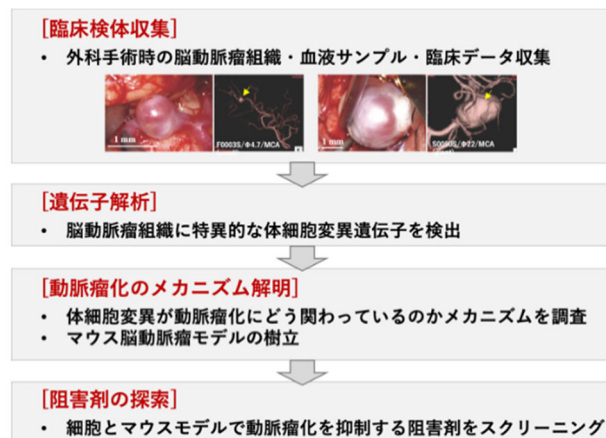 [臨床検体収集]
• 外科手術時の脳動脈瘤組織・血液サンプル・臨床データ収集
1 mm
F0003S/Φ4.7/MCA
1 mm
/Φ22/MCA
[遺伝子解析]
• 脳動脈瘤組織に特異的な体細胞変異遺伝子を検出
[動脈瘤化のメカニズム解明]
• 体細胞変異が動脈瘤化にどう関わっているのかメカニズムを調査
• マウス脳動脈瘤モデルの樹立
[阻害剤の探索]
• 細胞とマウスモデルで動脈瘤化を抑制する阻害剤をスクリーニング